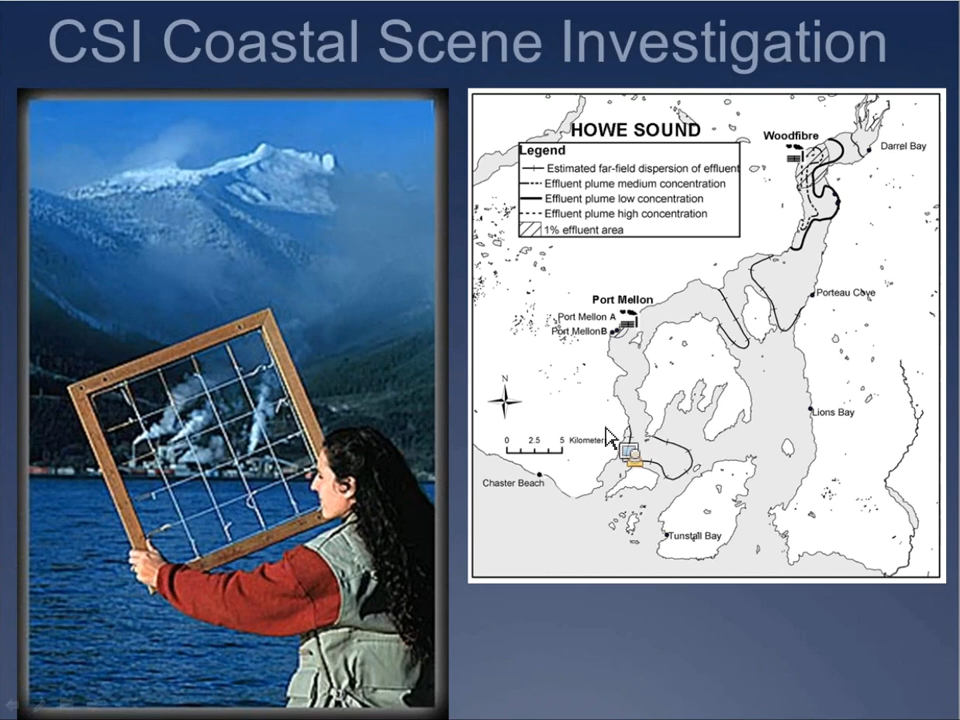 CSI Coastal Scene Investigation
HOWE SOUND
Legend
Estimated far-field dispersion of effluent
Effluent plume medium concentration
Effluent plume low concentration
Effluent plume high concentration
1% effluent area
Woodfibre
Darrel Bay
Porteau Cove
Port Mellon
Port Mellon A
Port Mellon B
N
0 2.5 5 Kilometer
Lions Bay
Chaster Beach
Tunstall Bay